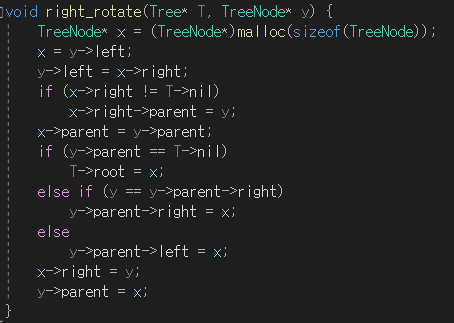 void right_rotate(Tree* T, TreeNode* y) {
TreeNode* x = (TreeNode*)malloc(sizeof(TreeNode));
x = y->left;
y->left = x->right;
if (x->right != T->nil)
x->right->parent = y;
x->parent = y->parent;
if (y->parent == T->nil)
T->root = x;
else if (y == y->parent->right)
y->parent->right = x;
else
y->parent->left = x;
x->right = y;
y->parent = x;
}